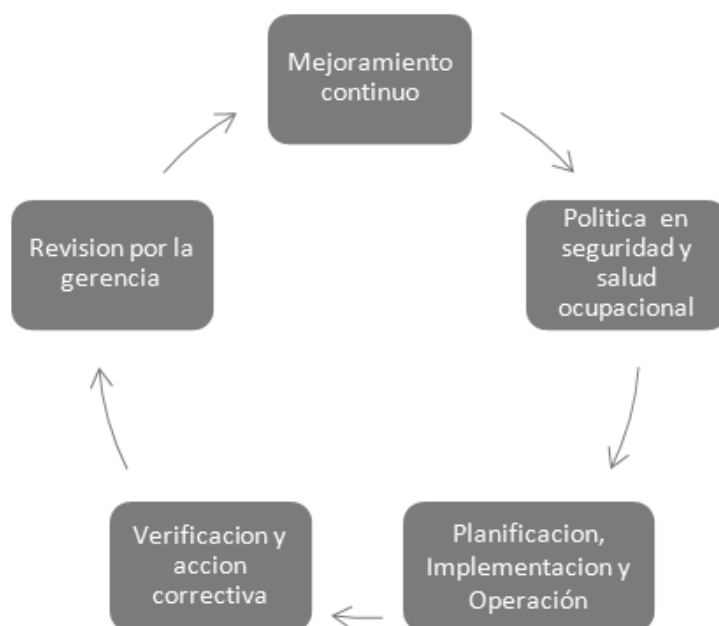 Mejoramiento
continuo
Politica en
seguridad y
salud
ocupacional
Planificacion,
Implementacion y
Operación
Verificacion y
accion
correctiva
Revision por la
gerencia